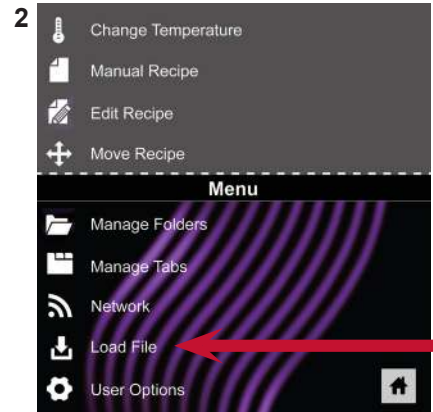 2
Change Temperature
Manual Recipe
Edit Recipe
Move Recipe
Menu
Manage Folders
Manage Tabs
Network
Load File
User Options